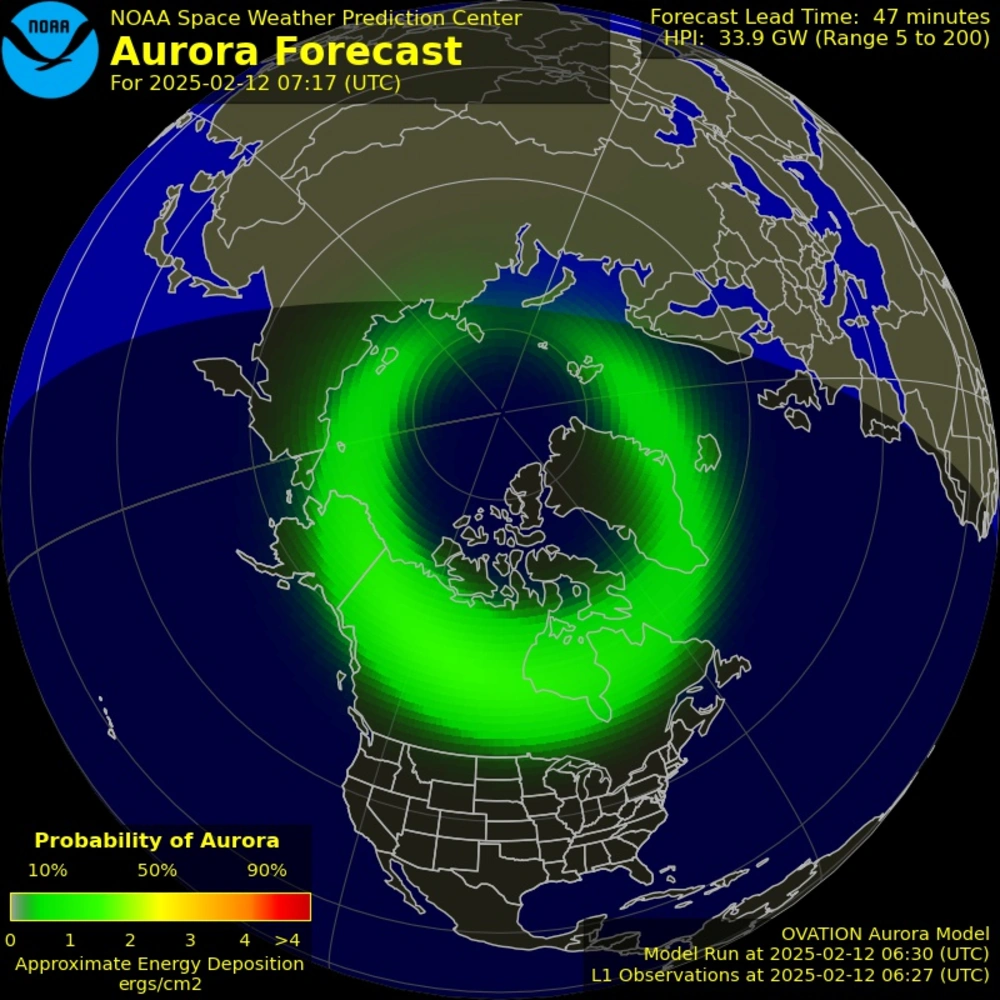 NOAA
NOAA Space Weather Prediction Center
Aurora Forecast
For 2025-02-12 07:17 (UTC)
Forecast Lead Time: 47 minutes
HPI: 33.9 GW (Range 5 to 200)
Probability of Aurora
10% 50% 90%
0 1 2 3 4 >4
Approximate Energy Deposition
ergs/cm2
OVATION Aurora Model
Model Run at 2025-02-12 06:30 (UTC)
L1 Observations at 2025-02-12 06:27 (UTC)